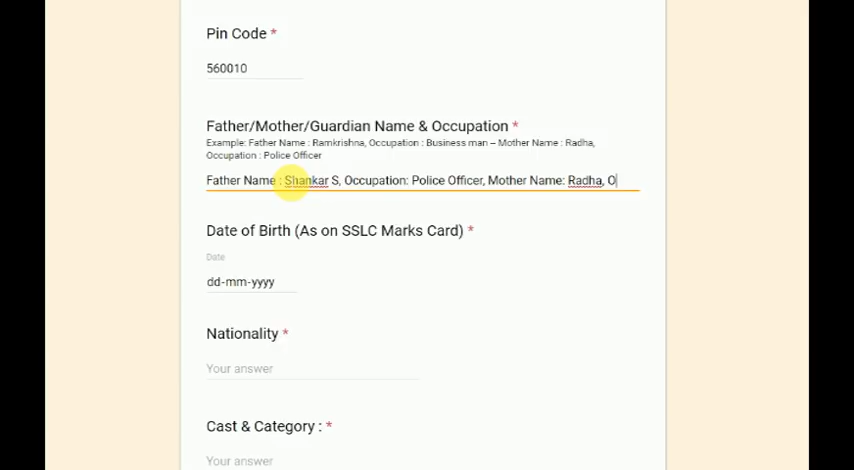 Pin Code *
560010
Father/Mother/Guardian Name & Occupation *
Example: Father Name : Ramkrishna, Occupation : Business man – Mother Name : Radha,
Occupation : Police Officer
Father Name : Shankar S, Occupation: Police Officer, Mother Name: Radha, O
Date of Birth (As on SSLC Marks Card) *
Date
dd-mm-yyyy
Nationality *
Your answer
Cast & Category : *
Your answer